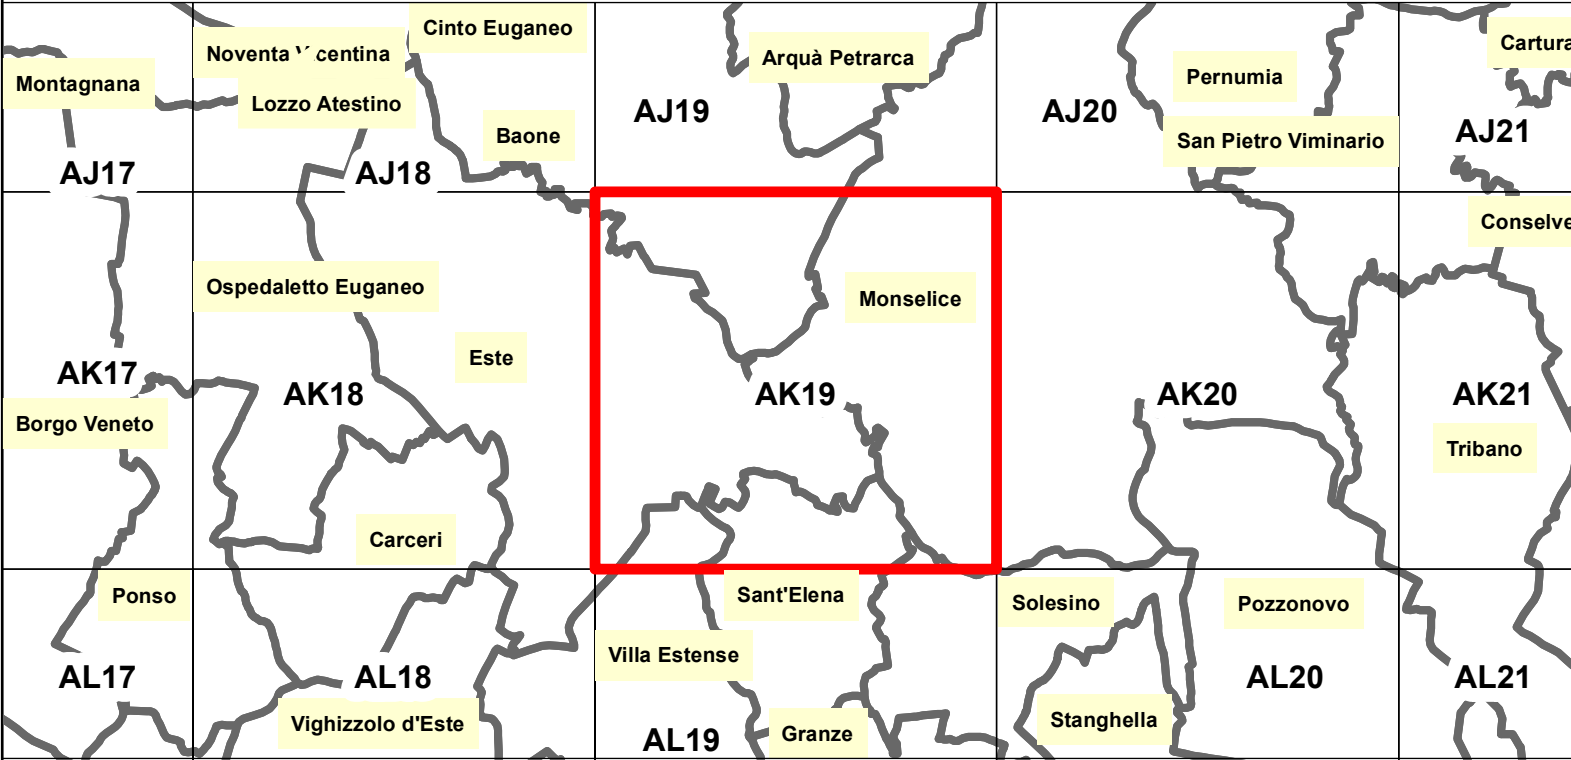 Cinto Euganeo
Cartura
Noventa Vicentina
Arquà Petrarca
Montagnana
Pernumia
Lozzo Atestino
AJ19
AJ20
Baone
San Pietro Viminario
AJ21
AJ17
AJ18
Conselve
Ospedaletto Euganeo
Monselice
Este
AK17
AK18
AK19
AK20
AK21
Borgo Veneto
Tribano
Carceri
Ponso
Sant'Elena
Solesino
Pozzonovo
Villa Estense
AL17
AL18
AL20
AL21
Vighizzolo d'Este
Stanghella
AL19
Granze